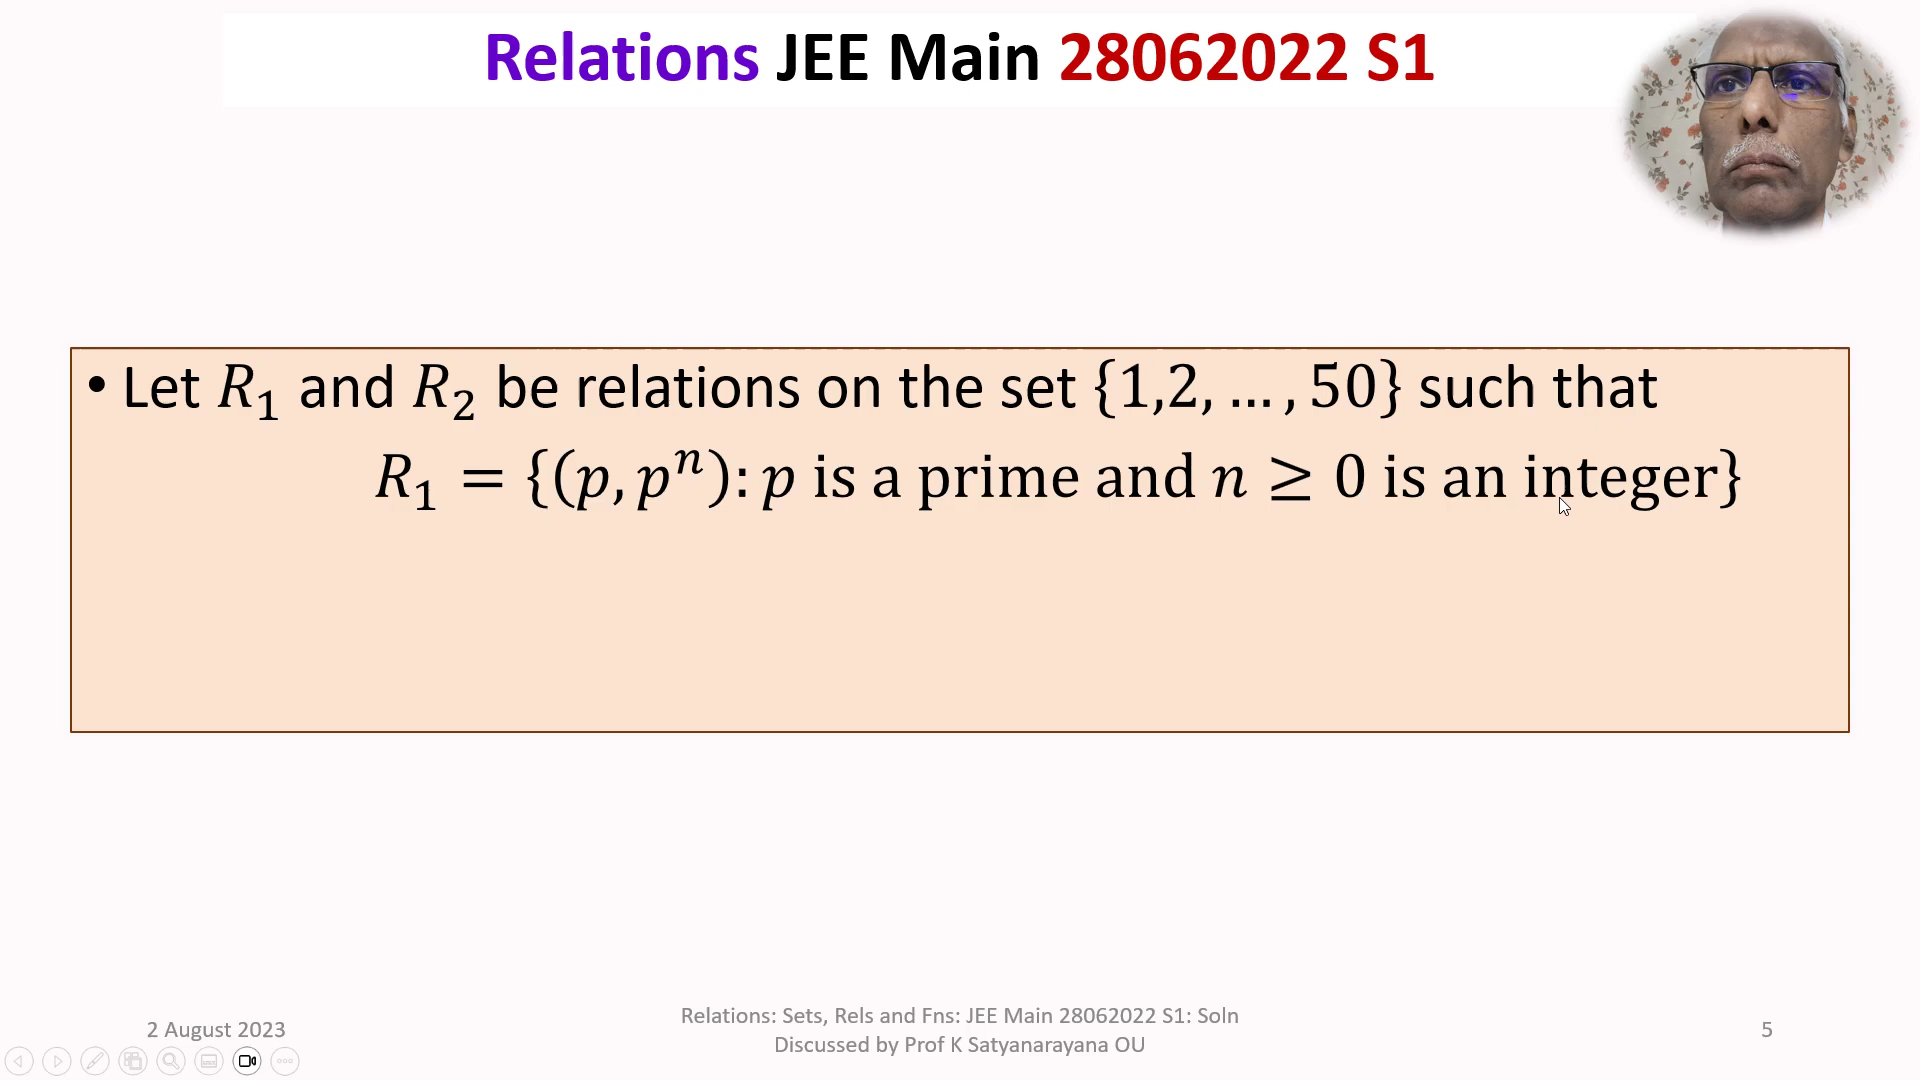 Relations JEE Main 28062022 S1
• Let R₁ and R₂ be relations on the set {1,2, … , 50} such that
R₁ = {(p, pⁿ): p is a prime and n ≥ 0 is an integer}
2 August 2023
Relations: Sets, Rels and Fns: JEE Main 28062022 S1: Soln
Discussed by Prof K Satyanarayana OU
5